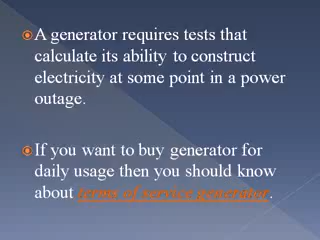 A generator requires tests that
calculate its ability to construct
electricity at some point in a power
outage.
If you want to buy generator for
daily usage then you should know
about terms of service generator.